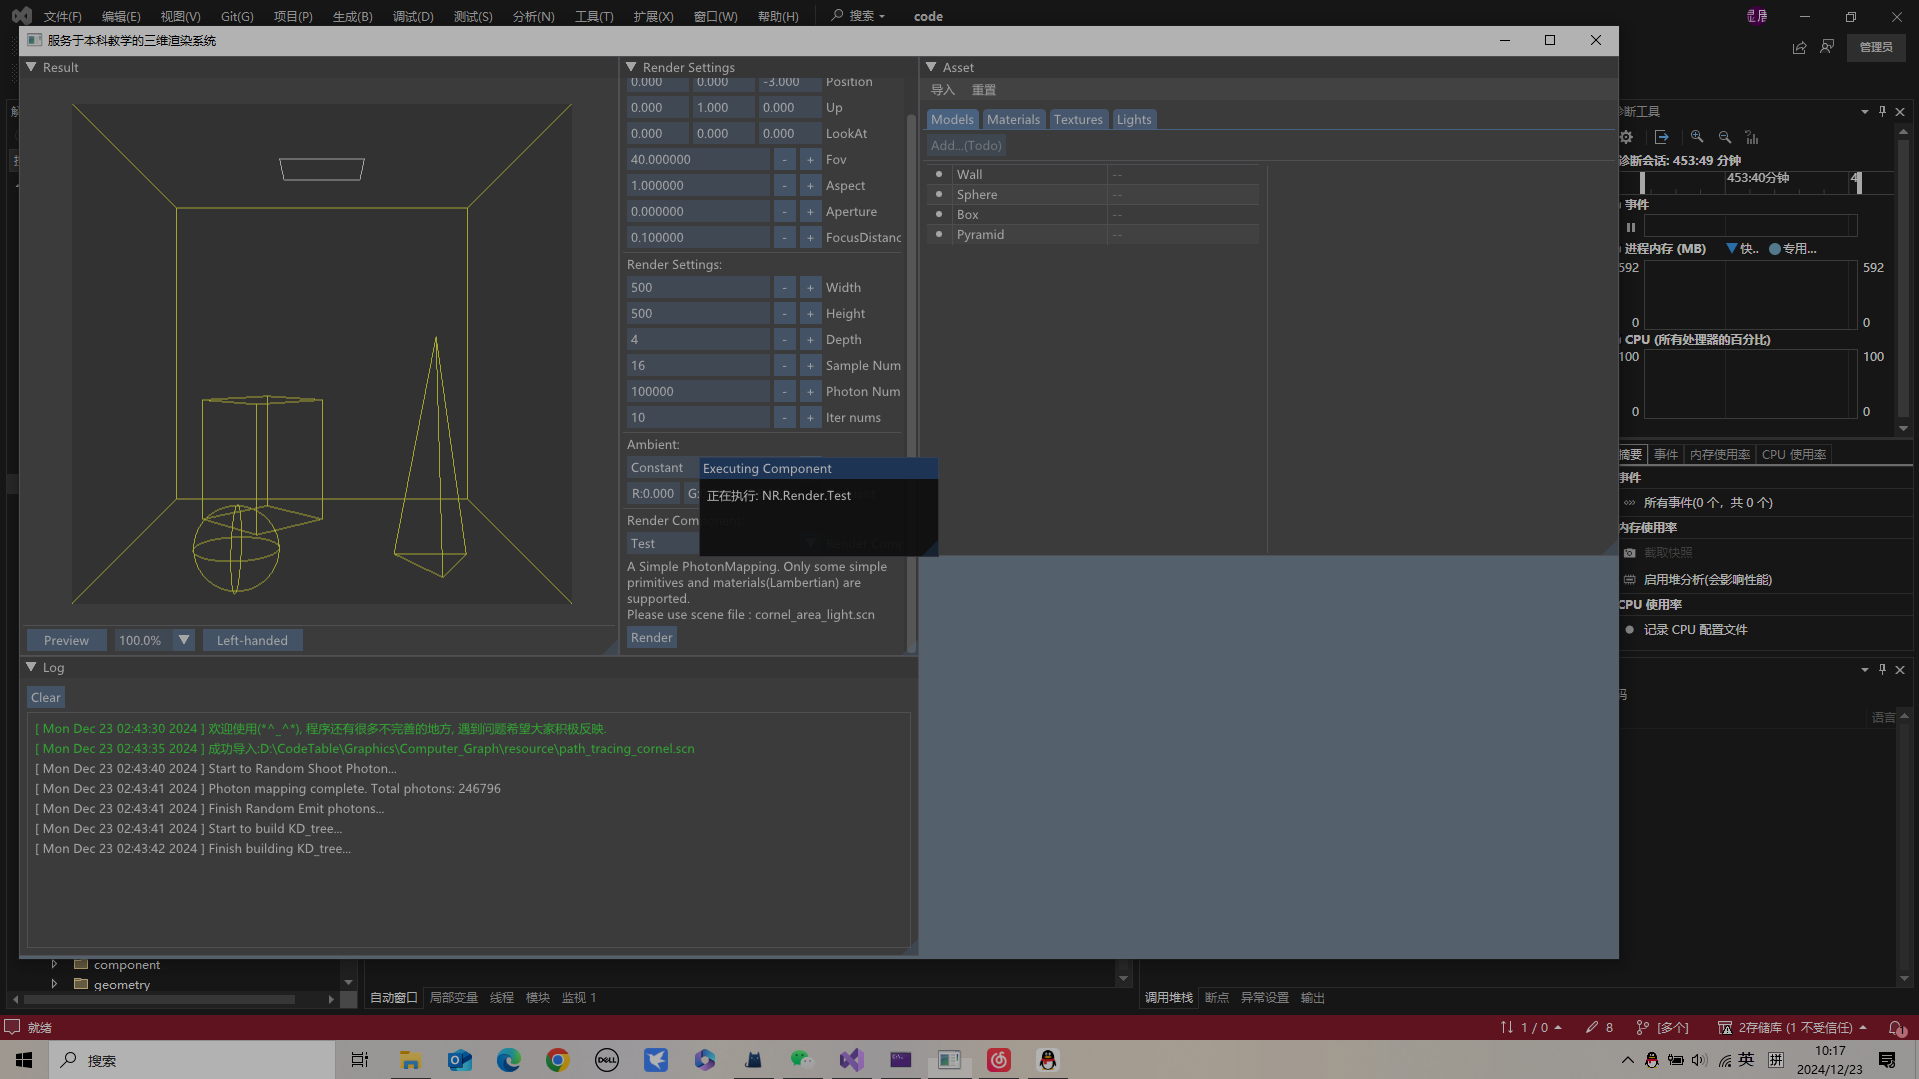 文件(F) 编辑(E) 视图(V) Git(G) 项目(P) 生成(B) 调试(D) 测试(S) 分析(N) 工具(T) 扩展(X) 窗口(W) 帮助(H) 搜索 code
服务于本科教学的三维渲染系统
管理员
Result
Render Settings
0.000 0.000 -3.000 Position
0.000 1.000 0.000 Up
0.000 0.000 0.000 LookAt
40.000000 - + Fov
1.000000 - + Aspect
0.000000 - + Aperture
0.100000 - + FocusDistanc
Render Settings:
500 - + Width
500 - + Height
4 - + Depth
16 - + Sample Num
100000 - + Photon Num
10 - + Iter nums
Ambient:
Constant
R:0.000 G:
Render Com
Test
A Simple PhotonMapping. Only some simple
primitives and materials(Lambertian) are
supported.
Please use scene file : cornel_area_light.scn
Render
Executing Component
正在执行: NR.Render.Test
Asset
导入 重置
Models Materials Textures Lights
Add...(Todo)
Wall --
Sphere --
Box --
Pyramid --
Preview 100.0% Left-handed
Log
Clear
[ Mon Dec 23 02:43:30 2024 ] 欢迎使用(*^_^*), 程序还有很多不完善的地方, 遇到问题希望大家积极反映.
[ Mon Dec 23 02:43:35 2024 ] 成功导入:D:\CodeTable\Graphics\Computer_Graph\resource\path_tracing_cornel.scn
[ Mon Dec 23 02:43:40 2024 ] Start to Random Shoot Photon...
[ Mon Dec 23 02:43:41 2024 ] Photon mapping complete. Total photons: 246796
[ Mon Dec 23 02:43:41 2024 ] Finish Random Emit photons...
[ Mon Dec 23 02:43:41 2024 ] Start to build KD_tree...
[ Mon Dec 23 02:43:42 2024 ] Finish building KD_tree...
诊断工具
诊断会话: 453:49 分钟
453:40分钟 4
事件
进程内存 (MB) 快.. 专用...
592 592
0 0
CPU (所有处理器的百分比)
100 100
0 0
摘要 事件 内存使用率 CPU 使用率
事件
所有事件(0 个，共 0 个)
内存使用率
截取快照
启用堆分析(会影响性能)
CPU 使用率
记录 CPU 配置文件
码
语言
component
geometry
自动窗口 局部变量 线程 模块 监视 1
调用堆栈 断点 异常设置 输出
就绪
1 / 0 8 [多个] 2存储库 (1 不受信任) 1
搜索
DELL
英 拼
10:17
2024/12/23